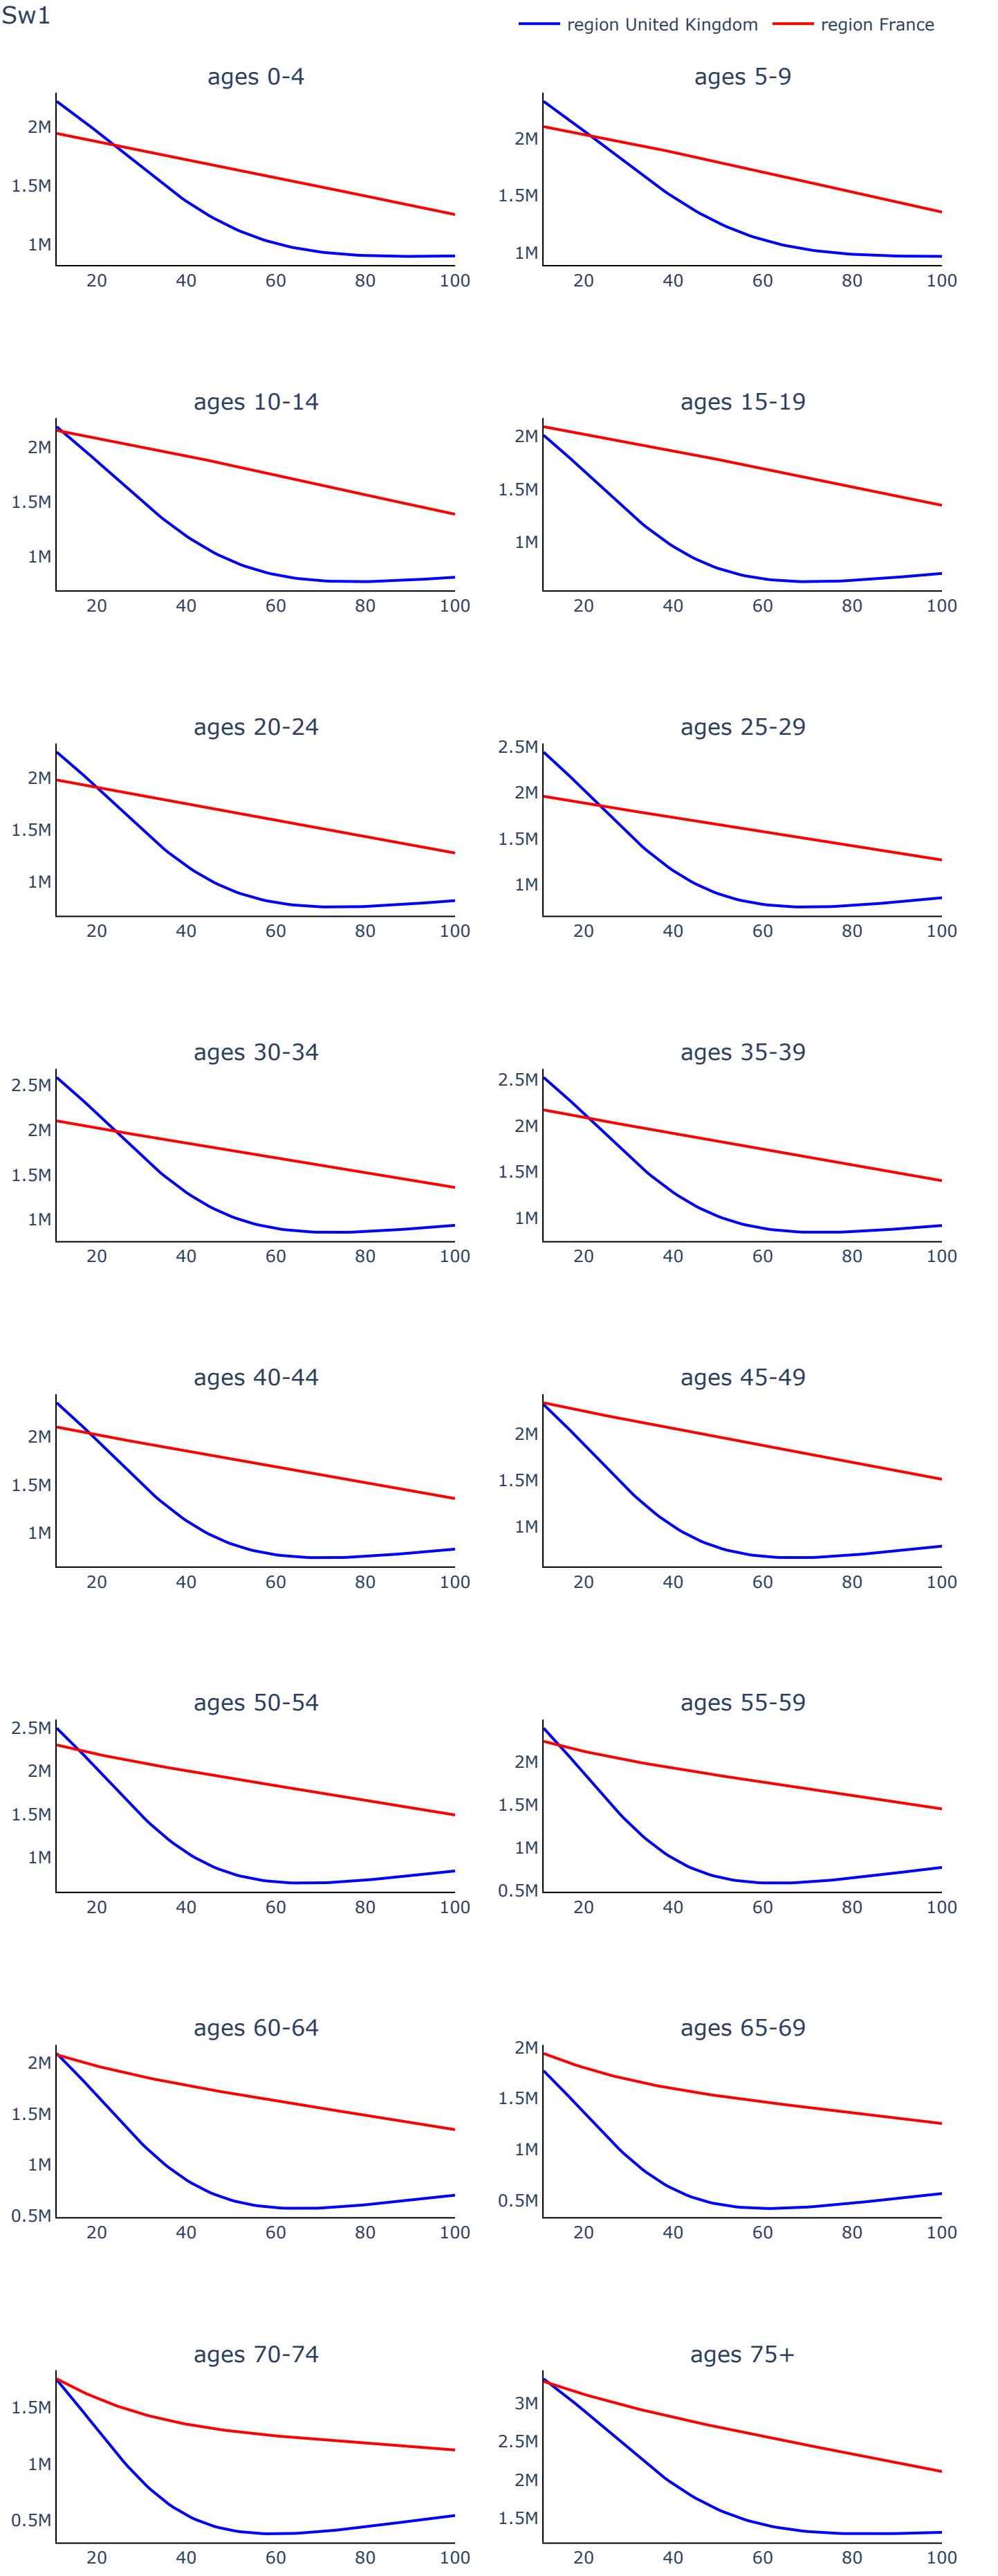 Sw1
region United Kingdom region France
ages 0-4 ages 5-9
2M 2M
1.5M 1.5M
1M 1M
20 40 60 80 100 20 40 60 80 100
ages 10-14 ages 15-19
2M 2M
1.5M 1.5M
1M 1M
20 40 60 80 100 20 40 60 80 100
ages 20-24 ages 25-29
2.5M
2M 2M
1.5M 1.5M
1M 1M
20 40 60 80 100 20 40 60 80 100
ages 30-34 ages 35-39
2.5M 2.5M
2M 2M
1.5M 1.5M
1M 1M
20 40 60 80 100 20 40 60 80 100
ages 40-44 ages 45-49
2M 2M
1.5M 1.5M
1M 1M
20 40 60 80 100 20 40 60 80 100
ages 50-54 ages 55-59
2.5M
2M 2M
1.5M 1.5M
1M 1M
0.5M
20 40 60 80 100 20 40 60 80 100
ages 60-64 ages 65-69
2M 2M
1.5M 1.5M
1M 1M
0.5M 0.5M
20 40 60 80 100 20 40 60 80 100
ages 70-74 ages 75+
1.5M 3M
2.5M
1M 2M
0.5M 1.5M
20 40 60 80 100 20 40 60 80 100